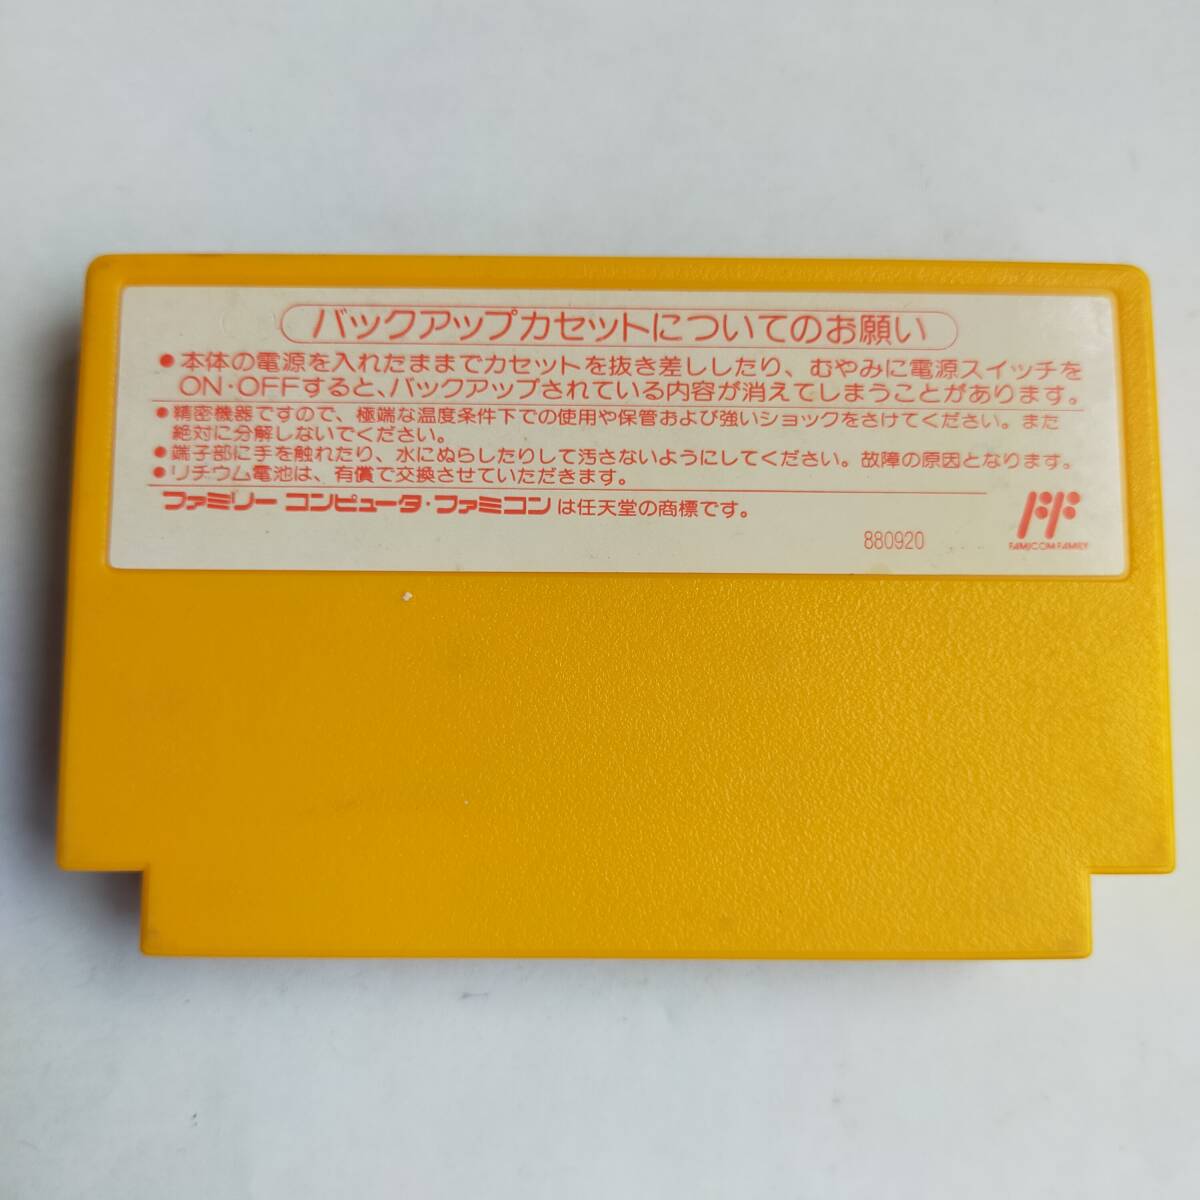 バックアップカセットについてのお願い
●本体の電源を入れたままでカセットを抜き差ししたり、むやみに電源スイッチを
ON・OFFすると、バックアップされている内容が消えてしまうことがあります。
●精密機器ですので、極端な温度条件下での使用や保管および強いショックをさけてください。また
絶対に分解しないでください。
●端子部に手を触れたり、水にぬらしたりして汚さないようにしてください。故障の原因となります。
●リチウム電池は、有償で交換させていただきます。
ファミリー コンピュータ・ファミコンは任天堂の商標です。
880920
FF
FAMICOM FAMILY